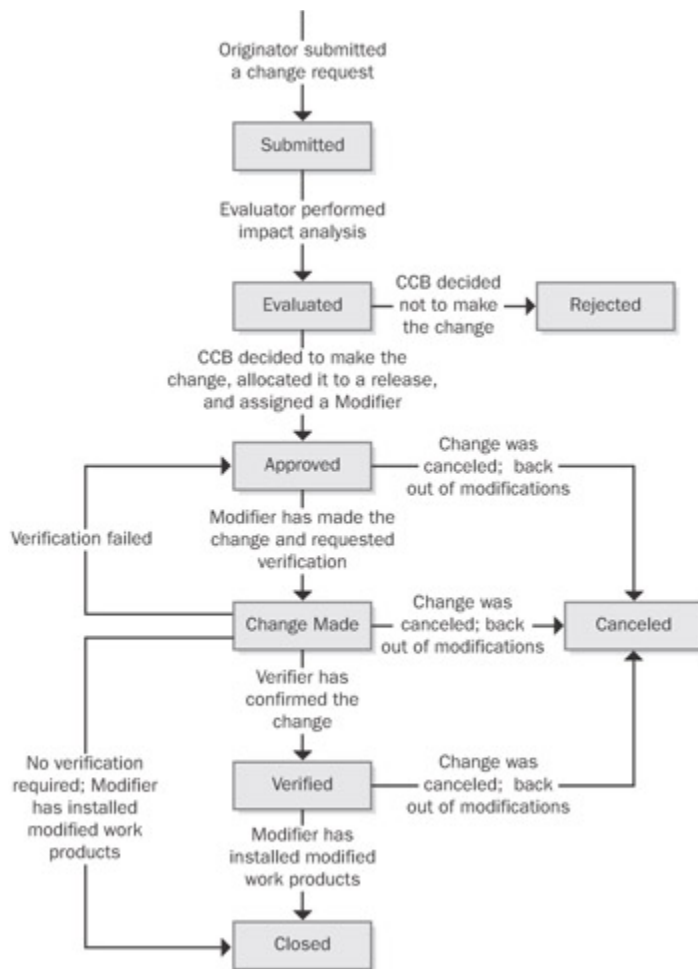 Originator submitted
a change request
Submitted
Evaluator performed
impact analysis
Evaluated
CCB decided
not to make
the change
Rejected
CCB decided to make the
change, allocated it to a release,
and assigned a Modifier
Approved
Change was
canceled; back
out of modifications
Verification failed
Modifier has made the
change and requested
verification
Change Made
Change was
canceled; back
out of modifications
Canceled
Verifier has
confirmed the
change
No verification
required; Modifier
has installed
modified work
products
Verified
Change was
canceled; back
out of modifications
Modifier has
installed modified
work products
Closed